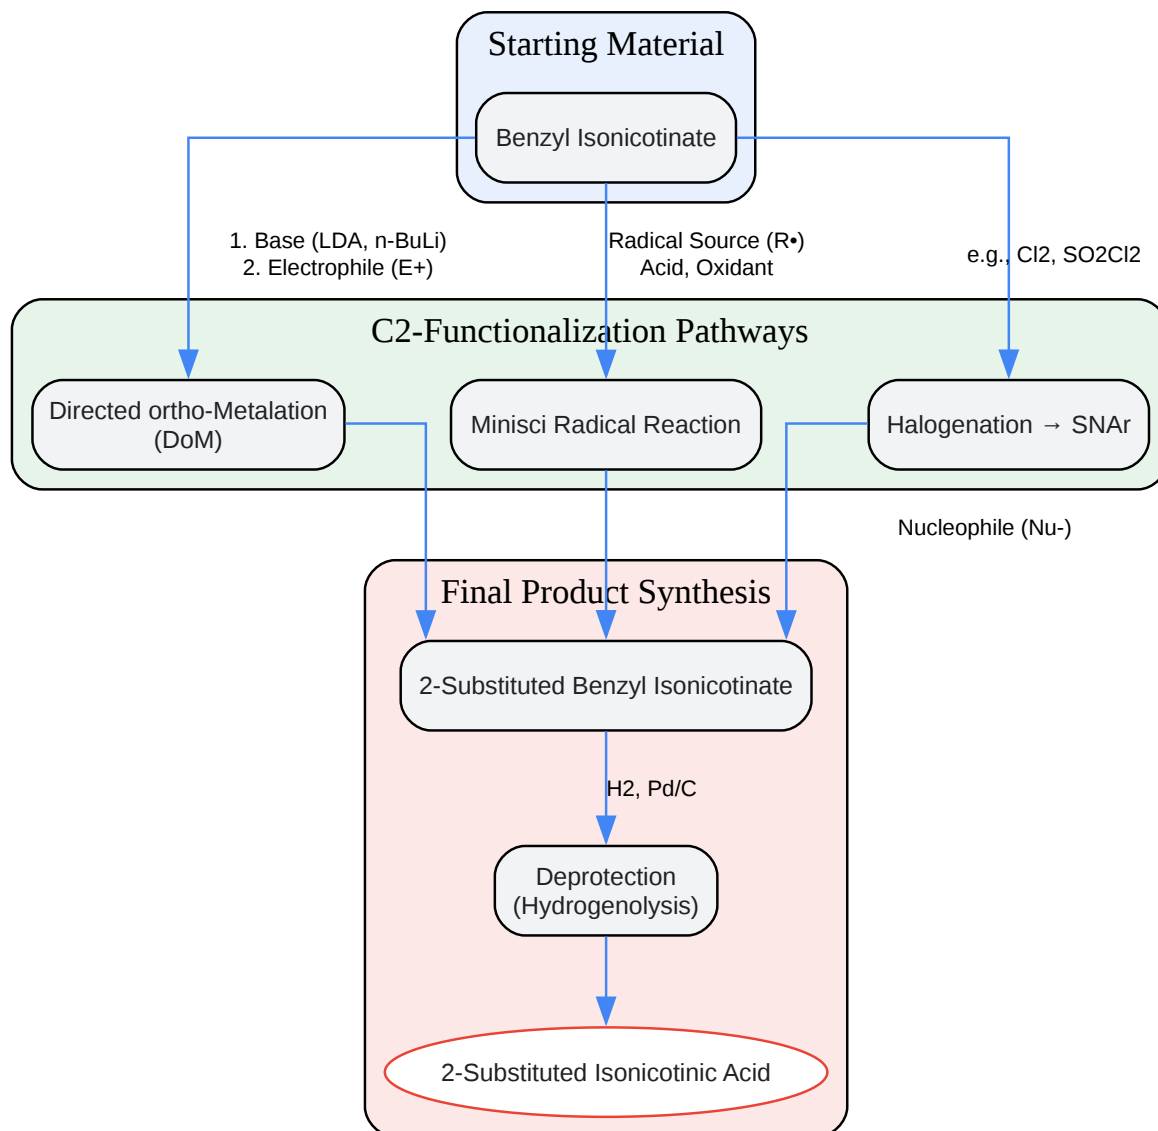 Starting Material
Benzyl Isonicotinate
1. Base (LDA, n-BuLi)
2. Electrophile (E+)
Radical Source (R•)
Acid, Oxidant
e.g., Cl2, SO2Cl2
C2-Functionalization Pathways
Directed ortho-Metalation
(DoM)
Minisci Radical Reaction
Halogenation → SNAr
Nucleophile (Nu-)
Final Product Synthesis
2-Substituted Benzyl Isonicotinate
H2, Pd/C
Deprotection
(Hydrogenolysis)
2-Substituted Isonicotinic Acid